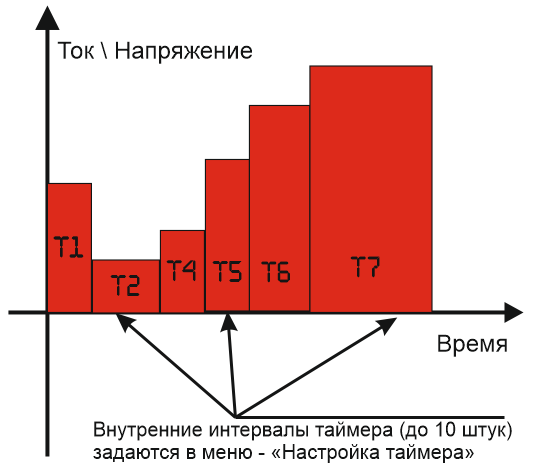 Ток \ Напряжение
T1
T2
T4
T5
T6
T7
Время
Внутренние интервалы таймера (до 10 штук)
задаются в меню - «Настройка таймера»